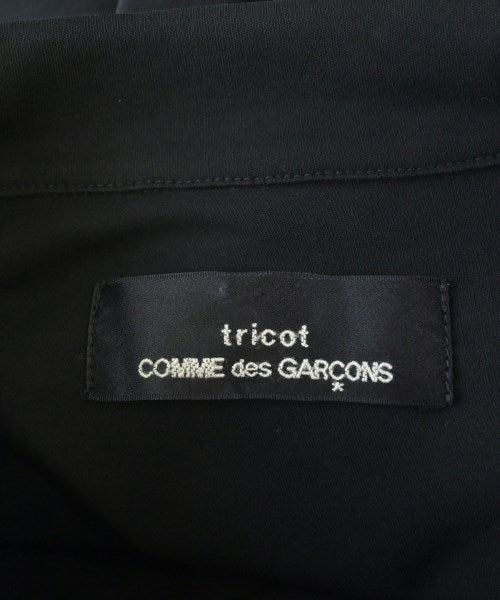 tricot
COMME des GARÇONS
*